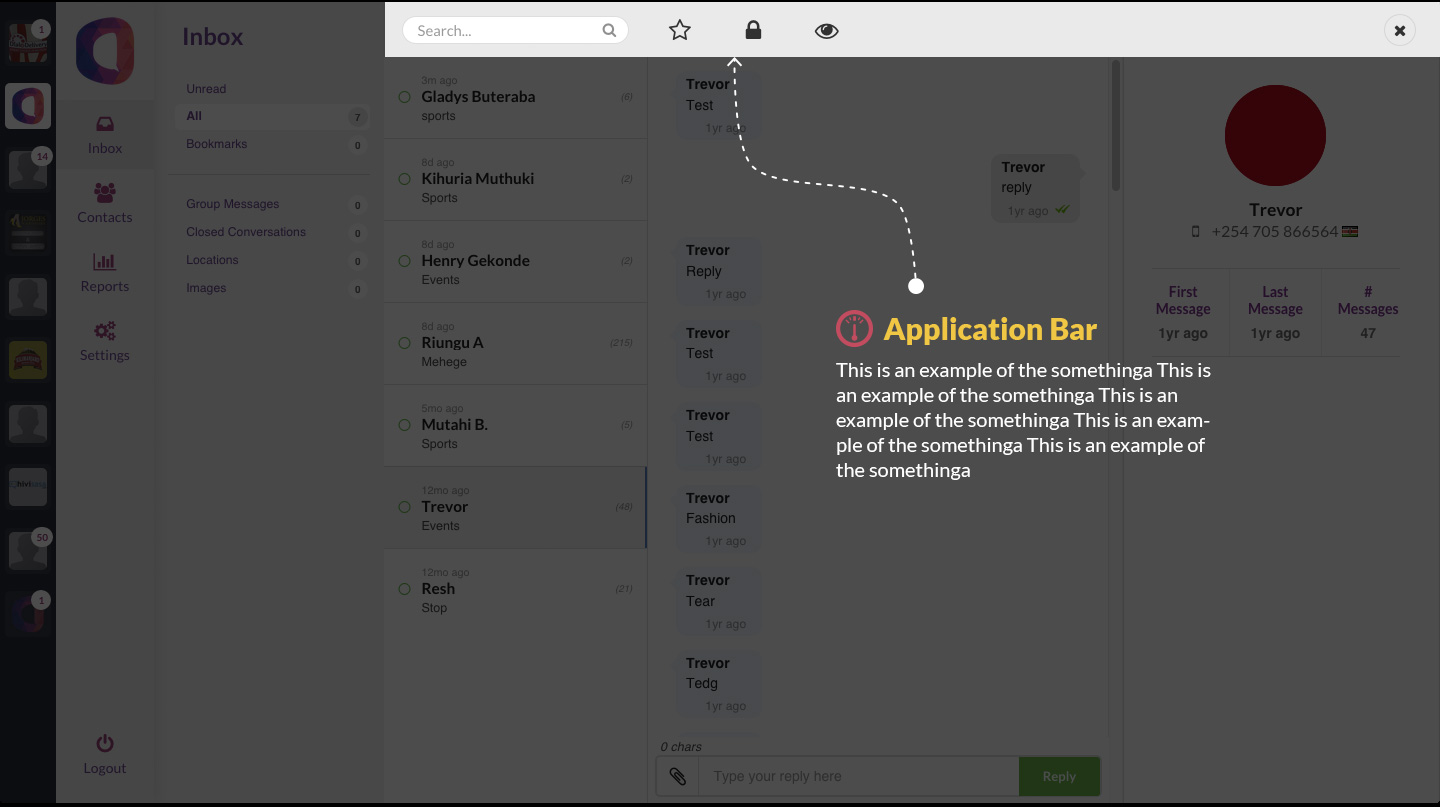 1
14
50
1
Inbox
Contacts
Reports
Settings
Logout
Inbox
Unread
All 7
Bookmarks 0
Group Messages 0
Closed Conversations 0
Locations 0
Images 0
Search...
3m ago
Gladys Buteraba (6)
sports
8d ago
Kihuria Muthuki (2)
Sports
8d ago
Henry Gekonde (2)
Events
8d ago
Riungu A (215)
Mehege
5mo ago
Mutahi B. (5)
Sports
12mo ago
Trevor (48)
Events
12mo ago
Resh (21)
Stop
Trevor
Test
1yr ago
Trevor
reply
1yr ago
Trevor
Reply
1yr ago
Trevor
Test
1yr ago
Trevor
Test
1yr ago
Trevor
Fashion
1yr ago
Trevor
Tear
1yr ago
Trevor
Tedg
1yr ago
0 chars
Type your reply here
Reply
Application Bar
This is an example of the somethinga This is
an example of the somethinga This is an
example of the somethinga This is an exam-
ple of the somethinga This is an example of
the somethinga
Trevor
+254 705 866564
First Message
1yr ago
Last Message
1yr ago
# Messages
47